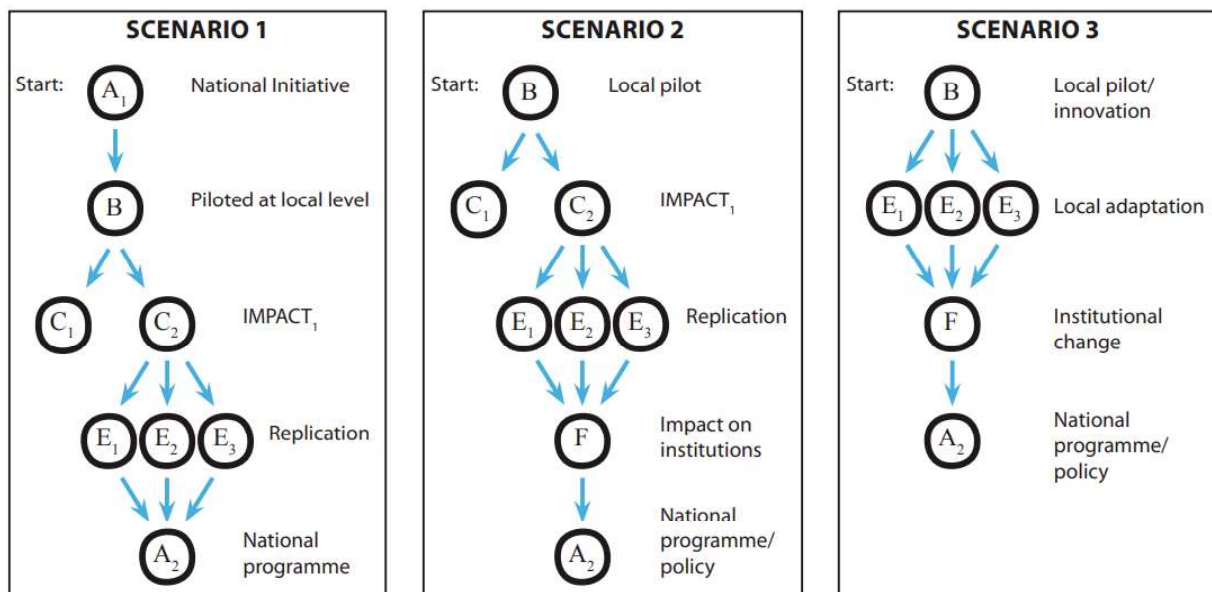 SCENARIO 1
Start:
A₁
National Initiative
B
Piloted at local level
C₁
C₂
IMPACT₁
E₁
E₂
E₃
Replication
A₂
National
programme
SCENARIO 2
Start:
B
Local pilot
C₁
C₂
IMPACT₁
E₁
E₂
E₃
Replication
F
Impact on
institutions
A₂
National
programme/
policy
SCENARIO 3
Start:
B
Local pilot/
innovation
E₁
E₂
E₃
Local adaptation
F
Institutional
change
A₂
National
programme/
policy